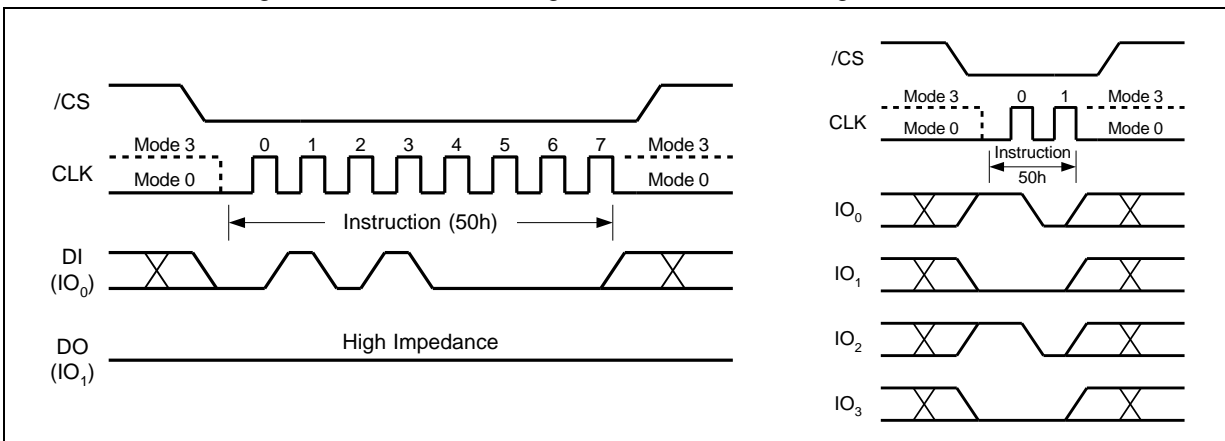 /CS
Mode 3 0 1 2 3 4 5 6 7 Mode 3
CLK
Mode 0 Mode 0
Instruction (50h)
DI
(IO0)
High Impedance
DO
(IO1)
/CS
Mode 3 0 1 Mode 3
CLK
Mode 0 Mode 0
Instruction
50h
IO0
IO1
IO2
IO3